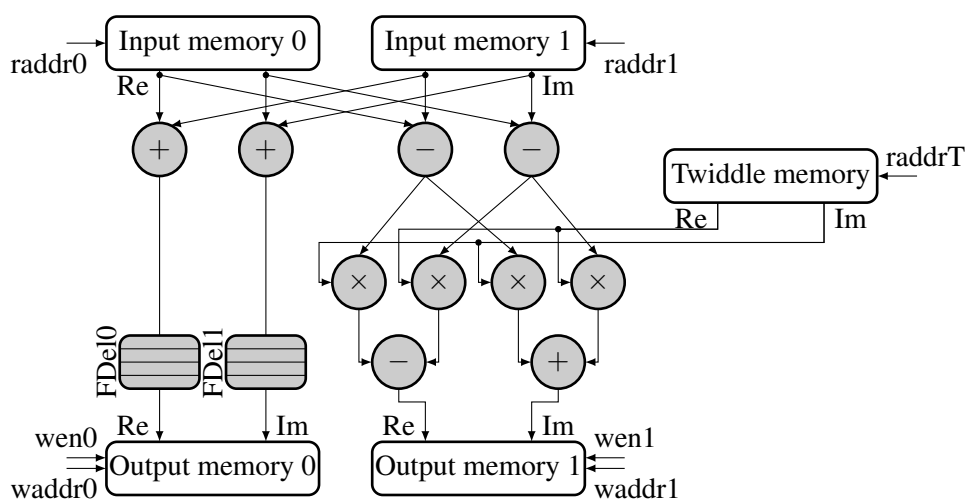 Input memory 0
Input memory 1
raddr0
raddr1
Re
Im
+
+
−
−
raddrT
Twiddle memory
Re
Im
×
×
×
×
FDel0
FDel1
−
+
Re
Im
Re
Im
wen0
wen1
Output memory 0
Output memory 1
waddr0
waddr1